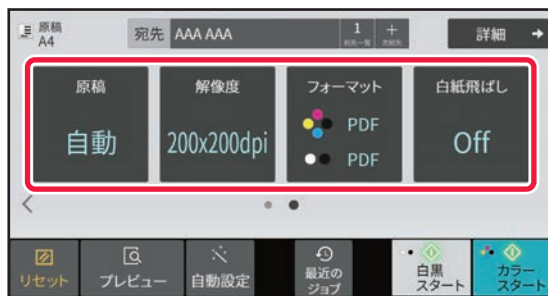 原稿
A4
宛先 AAA AAA
1
宛先一覧
+
次宛先
詳細
原稿
自動
解像度
200x200dpi
フォーマット
PDF
PDF
白紙飛ばし
Off
リセット
プレビュー
自動設定
最近の
ジョブ
白黒
スタート
カラー
スタート